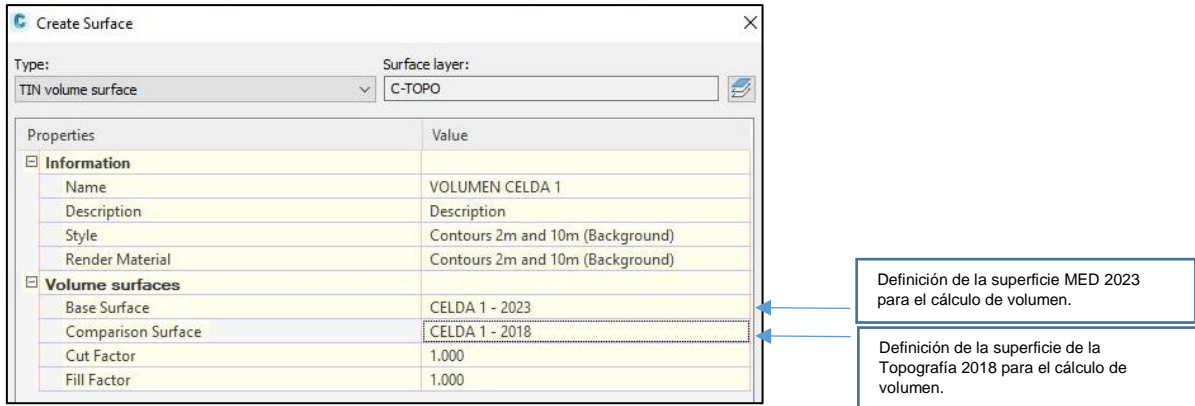 Create Surface
Type:
Surface layer:
TIN volume surface
C-TOPO
Properties Value
Information
Name VOLUMEN CELDA 1
Description Description
Style Contours 2m and 10m (Background)
Render Material Contours 2m and 10m (Background)
Volume surfaces
Base Surface CELDA 1 - 2023
Comparison Surface CELDA 1 - 2018
Cut Factor 1.000
Fill Factor 1.000
Definición de la superficie MED 2023
para el cálculo de volumen.
Definición de la superficie de la
Topografía 2018 para el cálculo de
volumen.